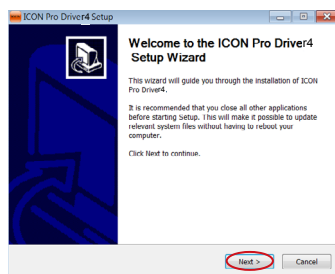 ICON Pro Driver4 Setup
Welcome to the ICON Pro Driver4
Setup Wizard
This wizard will guide you through the installation of ICON
Pro Driver4.
It is recommended that you close all other applications
before starting Setup. This will make it possible to update
relevant system files without having to reboot your
computer.
Click Next to continue.
Next >
Cancel